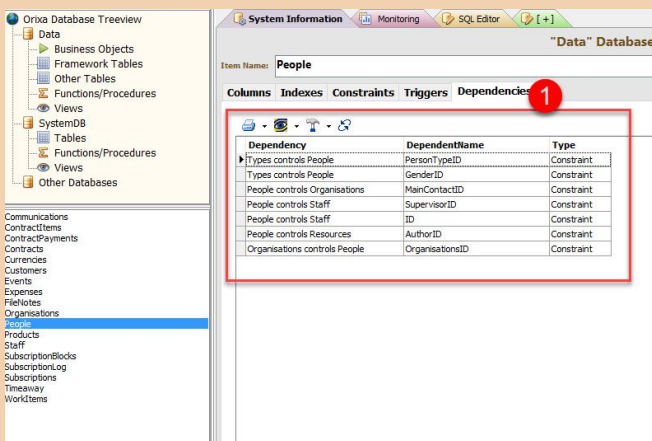 Orixa Database Treeview
Data
Business Objects
Framework Tables
Other Tables
Functions/Procedures
Views
SystemDB
Tables
Functions/Procedures
Views
Other Databases
Communications
ContractItems
ContractPayments
Contracts
Currencies
Customers
Events
Expenses
FileNotes
Organisations
People
Products
Staff
SubscriptionBlocks
SubscriptionLog
Subscriptions
Timeaway
WorkItems
System Information Monitoring SQL Editor [+]
"Data" Database
Item Name: People
Columns Indexes Constraints Triggers Dependencies
1
Dependency DependentName Type
Types controls People PersonTypeID Constraint
Types controls People GenderID Constraint
People controls Organisations MainContactID Constraint
People controls Staff SupervisorID Constraint
People controls Staff ID Constraint
People controls Resources AuthorID Constraint
Organisations controls People OrganisationsID Constraint